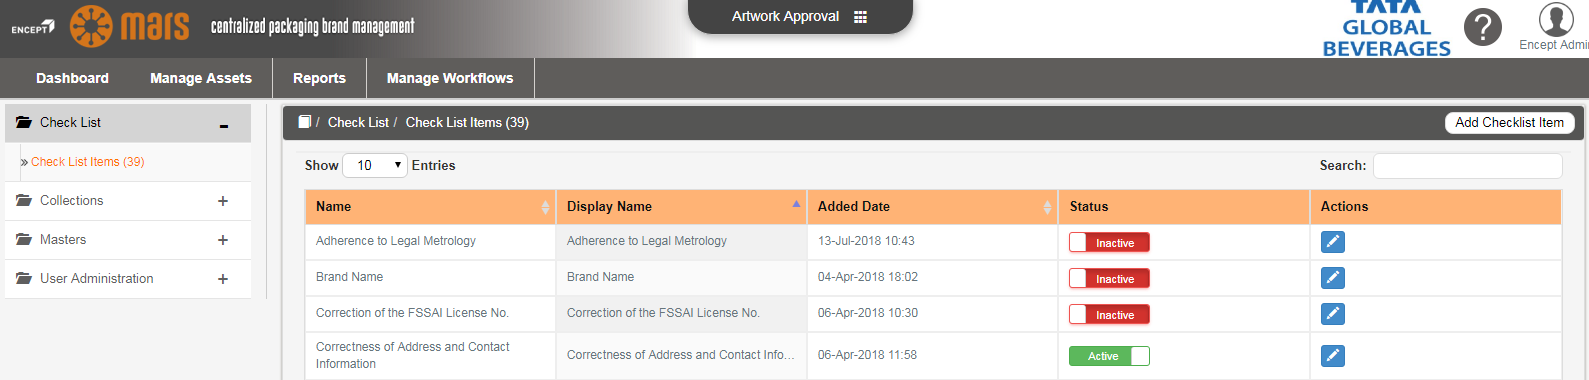 ENCEPT mars centralized packaging brand management
Artwork Approval
TATA
GLOBAL
BEVERAGES
?
Encept Admi
Dashboard Manage Assets Reports Manage Workflows
Check List
Check List Items (39)
Collections
Masters
User Administration
/ Check List / Check List Items (39)
Add Checklist Item
Show 10 Entries
Search:
Name Display Name Added Date Status Actions
Adherence to Legal Metrology Adherence to Legal Metrology 13-Jul-2018 10:43 Inactive
Brand Name Brand Name 04-Apr-2018 18:02 Inactive
Correction of the FSSAI License No. Correction of the FSSAI License No. 06-Apr-2018 10:30 Inactive
Correctness of Address and Contact
Information
Correctness of Address and Contact Info... 06-Apr-2018 11:58 Active